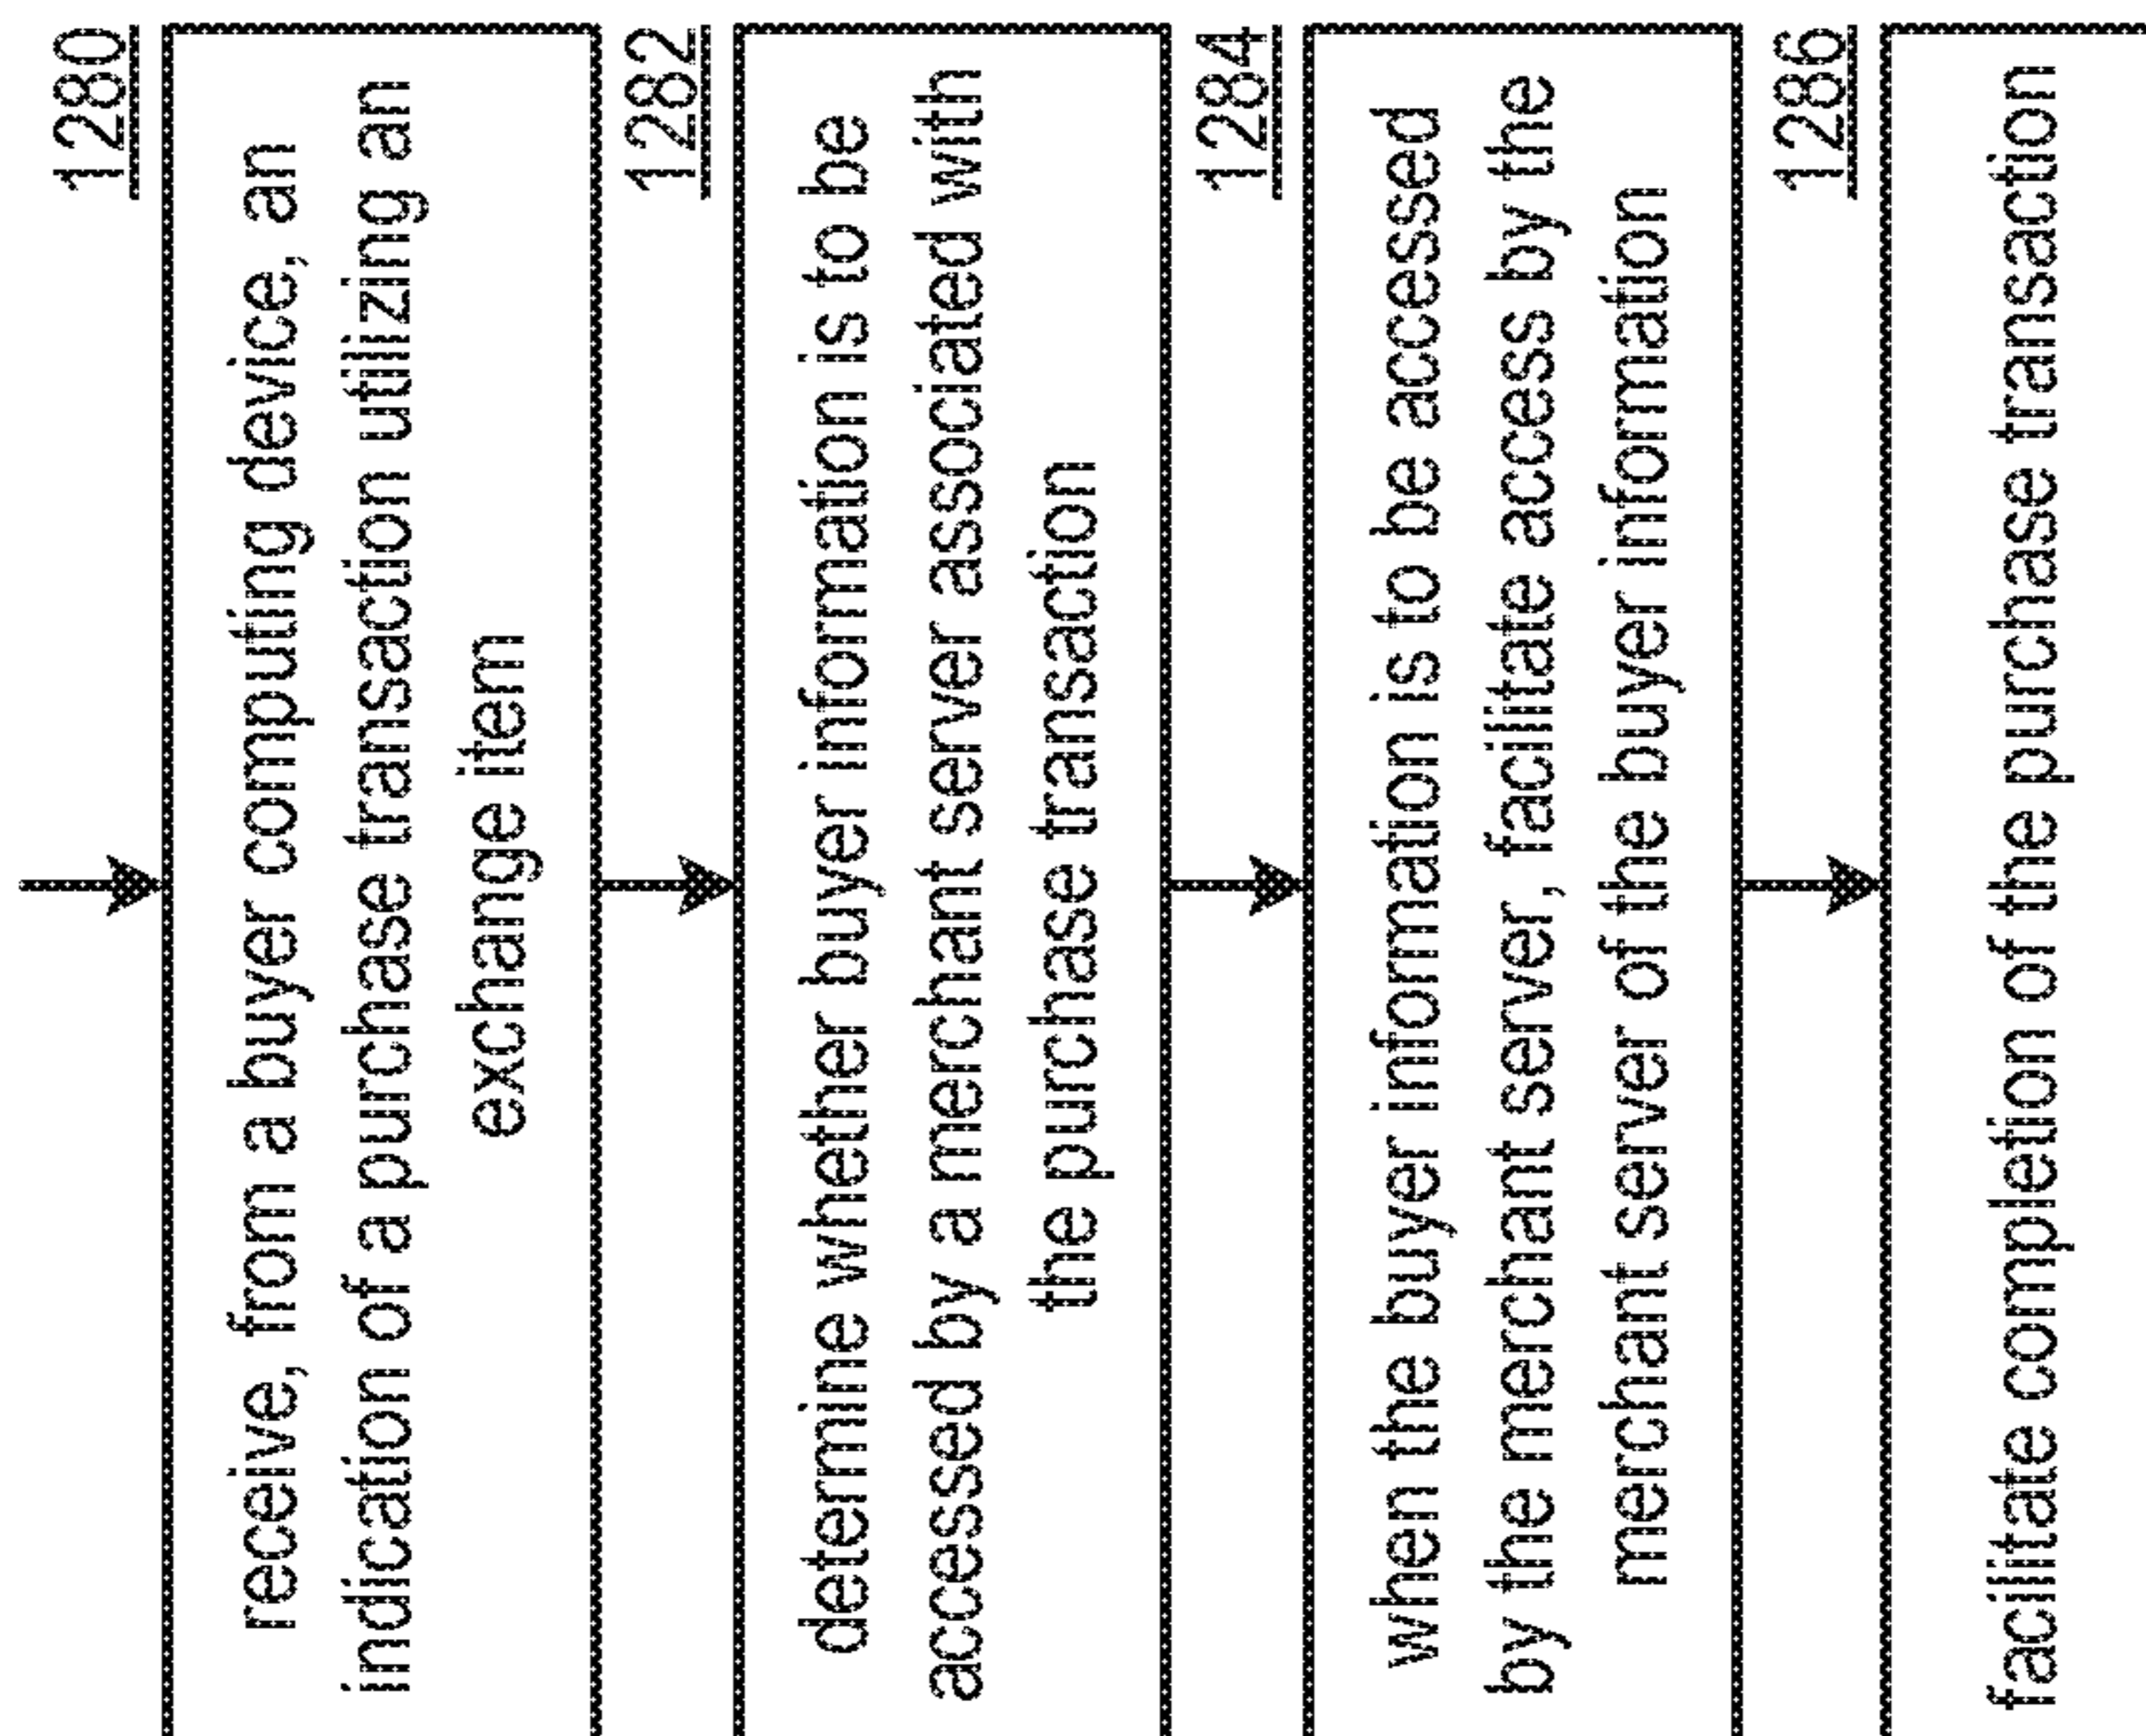 1280
receive, from a buyer computing device, an
indication of a purchase transaction utilizing an
exchange item
1282
determine whether buyer information is to be
accessed by a merchant server associated with
the purchase transaction
1284
when the buyer information is to be accessed
by the merchant server, facilitate access by the
merchant server of the buyer information
1286
facilitate completion of the purchase transaction